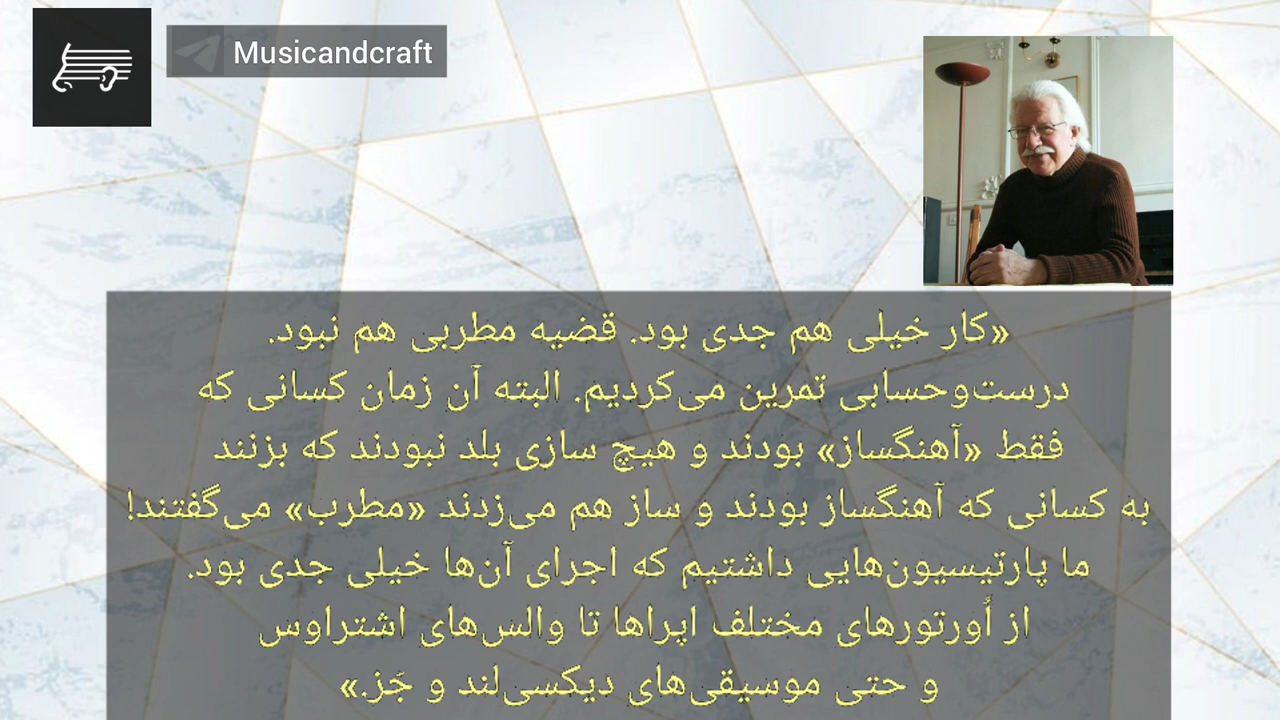 Musicandcraft
«کار خیلی هم جدی بود. قضیه مطربی هم نبود.
درست‌وحسابی تمرین می‌کردیم. البته آن زمان کسانی که
فقط «آهنگساز» بودند و هیچ سازی بلد نبودند که بزنند
به کسانی که آهنگساز بودند و ساز هم می‌زدند «مطرب» می‌گفتند!
ما پارتیسیون‌هایی داشتیم که اجرای آن‌ها خیلی جدی بود.
از اُورتورهای مختلف اپراها تا والس‌های اشتراوس
و حتی موسیقی‌های دیکسی‌لند و جَز.»